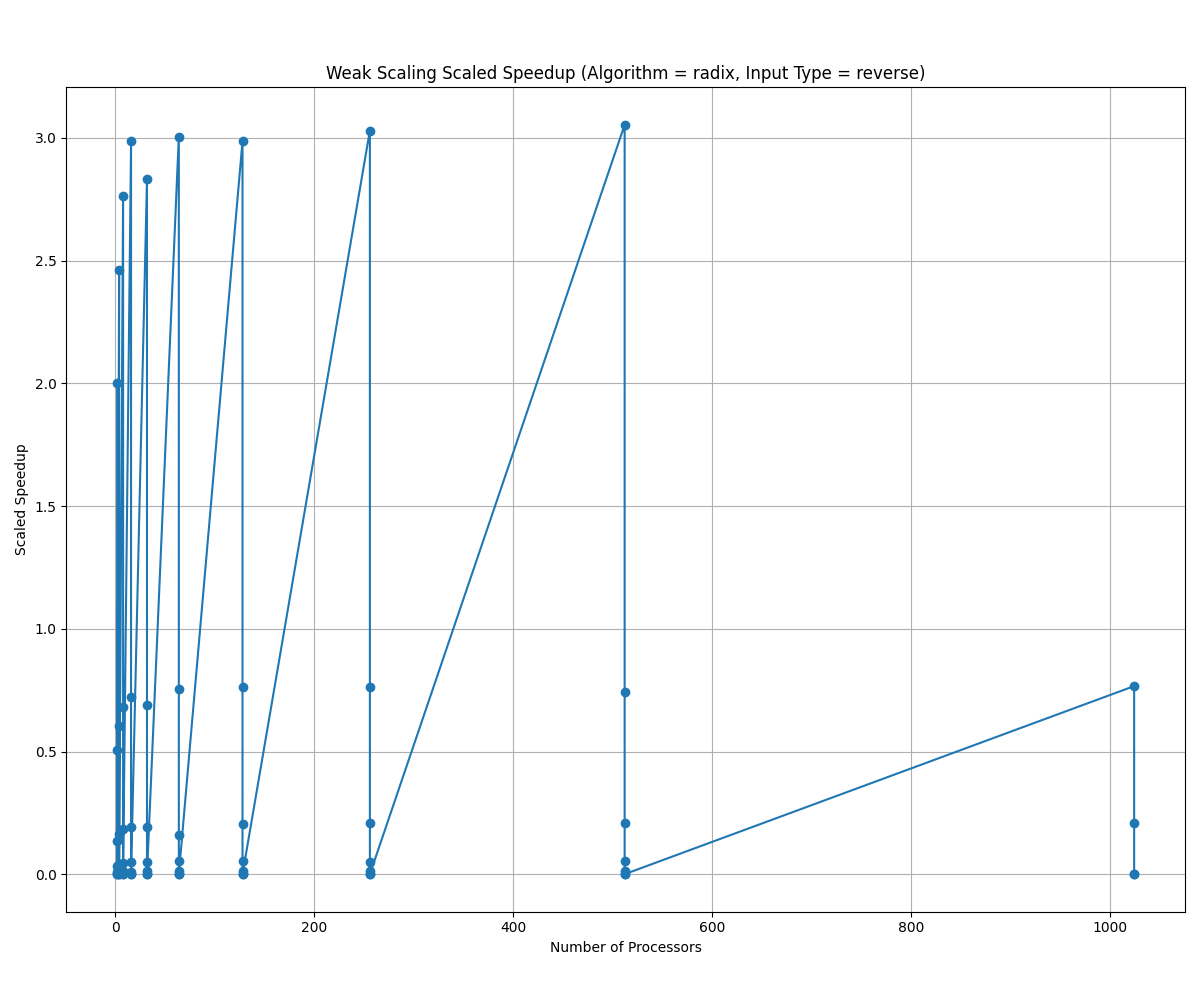 Weak Scaling Scaled Speedup (Algorithm = radix, Input Type = reverse)
3.0
2.5
2.0
1.5
1.0
0.5
0.0
Scaled Speedup
0 200 400 600 800 1000
Number of Processors